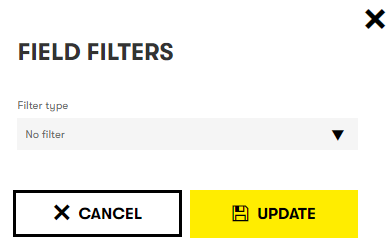 FIELD FILTERS
Filter type
No filter
CANCEL
UPDATE